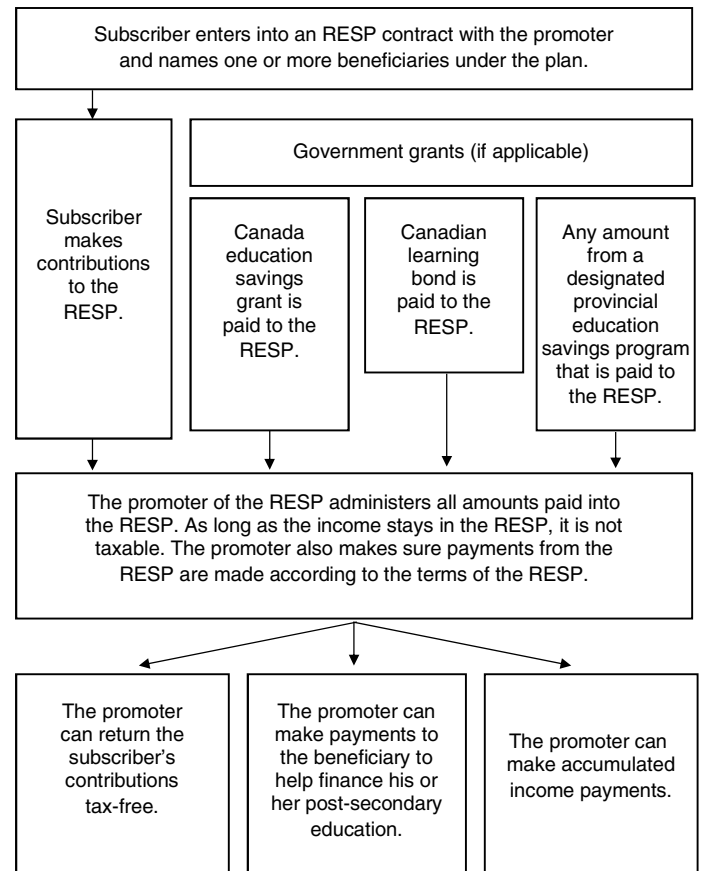 Subscriber enters into an RESP contract with the promoter
and names one or more beneficiaries under the plan.
Government grants (if applicable)
Subscriber
makes
contributions
to the
RESP.
Canada
education
savings
grant is
paid to the
RESP.
Canadian
learning
bond is
paid to the
RESP.
Any amount
from a
designated
provincial
education
savings program
that is paid to
the RESP.
The promoter of the RESP administers all amounts paid into
the RESP. As long as the income stays in the RESP, it is not
taxable. The promoter also makes sure payments from the
RESP are made according to the terms of the RESP.
The promoter
can return the
subscriber's
contributions
tax-free.
The promoter can
make payments to
the beneficiary to
help finance his or
her post-secondary
education.
The promoter can
make accumulated
income payments.